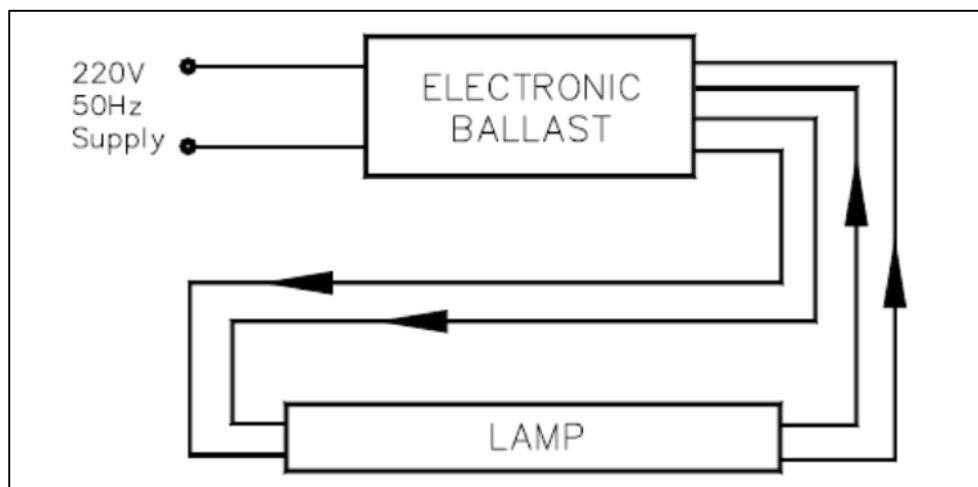 220V
50Hz
Supply
ELECTRONIC
BALLAST
LAMP